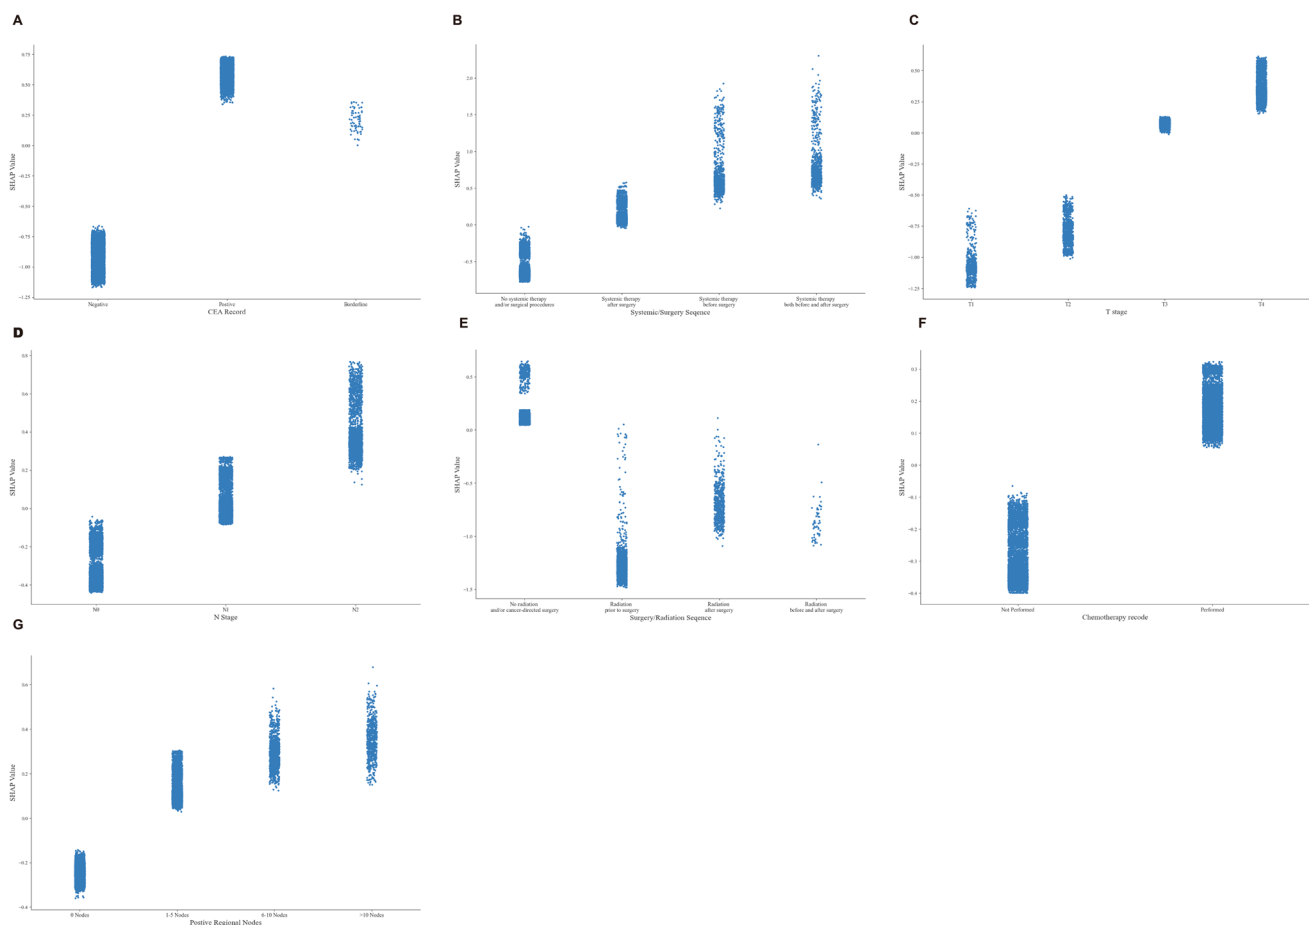 A
0.75
0.50
0.25
0.00
−0.25
−0.50
−0.75
−1.00
−1.25
SHAP Value
Negative
Postive
Borderline
CEA Record
B
2.0
1.5
1.0
0.5
0.0
−0.5
SHAP Value
No systemic therapy
and/or surgical procedures
Systemic therapy
after surgery
Systemic therapy
before surgery
Systemic therapy
both before and after surgery
Systemic/Surgery Seqence
C
0.50
0.25
0.00
−0.25
−0.50
−0.75
−1.00
−1.25
SHAP Value
T1
T2
T3
T4
T stage
D
0.8
0.6
0.4
0.2
0.0
−0.2
−0.4
SHAP Value
N0
N1
N2
N Stage
E
0.5
0.0
−0.5
−1.0
−1.5
SHAP Value
No radiation
and/or cancer-directed surgery
Radiation
prior to surgery
Radiation
after surgery
Radiation
before and after surgery
Surgery/Radiation Seqence
F
0.3
0.2
0.1
0.0
−0.1
−0.2
−0.3
−0.4
SHAP Value
Not Performed
Performed
Chemotherapy recode
G
0.6
0.4
0.2
0.0
−0.2
−0.4
SHAP Value
0 Nodes
1-5 Nodes
6-10 Nodes
>10 Nodes
Postive Regional Nodes